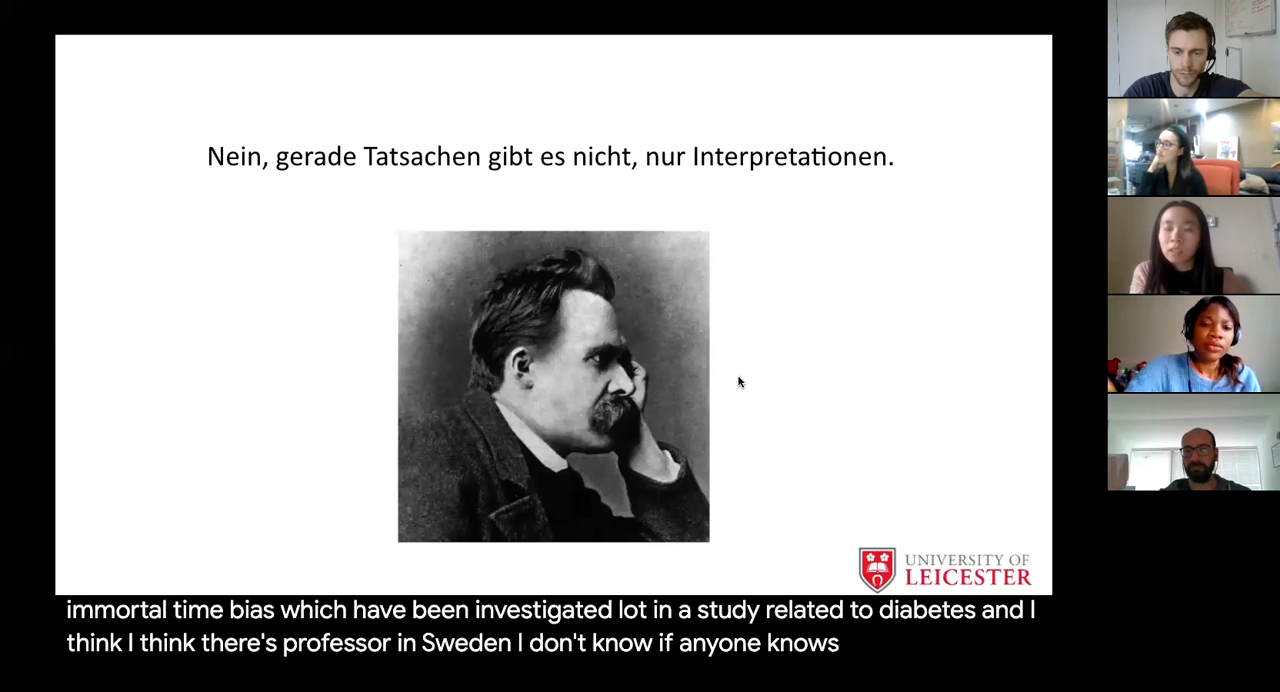 Nein, gerade Tatsachen gibt es nicht, nur Interpretationen.
UNIVERSITY OF
LEICESTER
immortal time bias which have been investigated lot in a study related to diabetes and I
think I think there's professor in Sweden I don't know if anyone knows